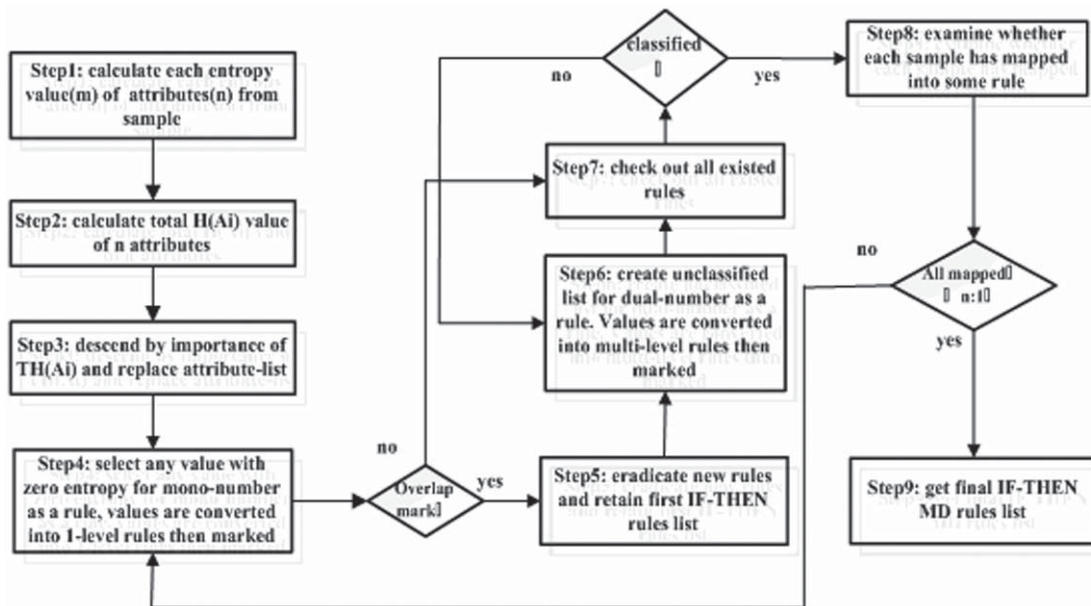 Step1: calculate each entropy
value(m) of attributes(n) from
sample
Step2: calculate total H(Ai) value
of n attributes
Step3: descend by importance of
TH(Ai) and replace attribute-list
Step4: select any value with
zero entropy for mono-number
as a rule, values are converted
into 1-level rules then marked
no
Overlap
mark
yes
Step5: eradicate new rules
and retain first IF-THEN
rules list
Step6: create unclassified
list for dual-number as a
rule. Values are converted
into multi-level rules then
marked
Step7: check out all existed
rules
classified
no
yes
Step8: examine whether
each sample has mapped
into some rule
no
All mapped
n:1
yes
Step9: get final IF-THEN
MD rules list